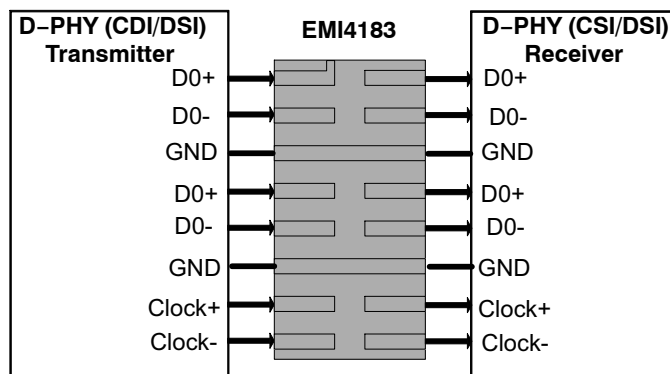 D–PHY (CDI/DSI)
Transmitter
EMI4183
D–PHY (CSI/DSI)
Receiver
D0+
D0+
D0-
D0-
GND
GND
D0+
D0+
D0-
D0-
GND
GND
Clock+
Clock+
Clock-
Clock-